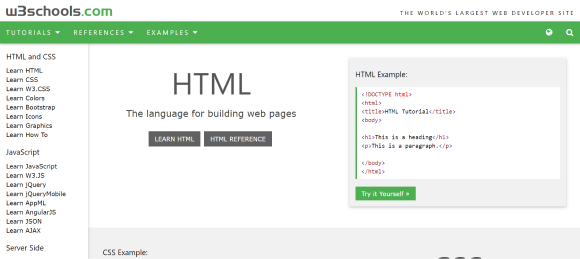 w3schools.com
THE WORLD'S LARGEST WEB DEVELOPER SITE
TUTORIALS REFERENCES EXAMPLES
HTML and CSS
Learn HTML
Learn CSS
Learn W3.CSS
Learn Colors
Learn Bootstrap
Learn Icons
Learn Graphics
Learn How To
JavaScript
Learn JavaScript
Learn W3.JS
Learn jQuery
Learn jQueryMobile
Learn AppML
Learn AngularJS
Learn JSON
Learn AJAX
Server Side
HTML
The language for building web pages
LEARN HTML HTML REFERENCE
HTML Example:
<!DOCTYPE html>
<html>
<title>HTML Tutorial</title>
<body>
<h1>This is a heading</h1>
<p>This is a paragraph.</p>
</body>
</html>
Try it Yourself »
CSS Example: